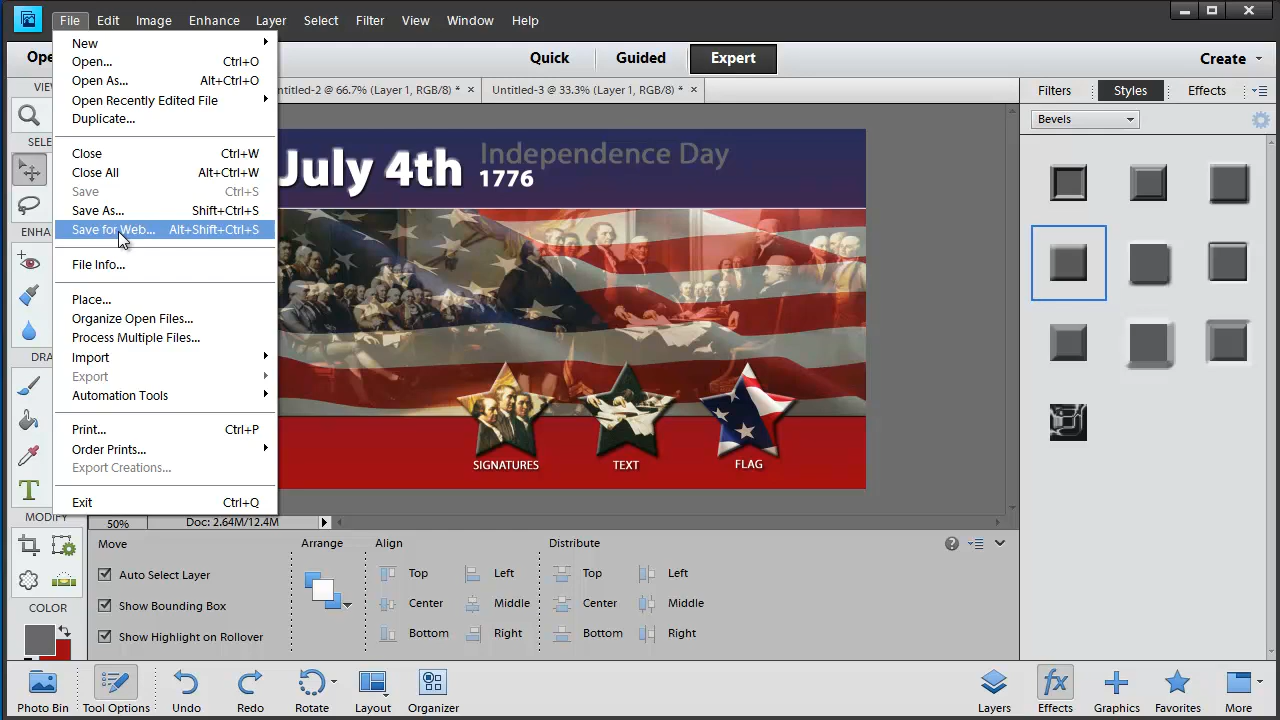 File Edit Image Enhance Layer Select Filter View Window Help
Quick Guided Expert Create
ntitled-2 @ 66.7% (Layer 1, RGB/8) * × Untitled-3 @ 33.3% (Layer 1, RGB/8) * ×
New
Open... Ctrl+O
Open As... Alt+Ctrl+O
Open Recently Edited File
Duplicate...
Close Ctrl+W
Close All Alt+Ctrl+W
Save Ctrl+S
Save As... Shift+Ctrl+S
Save for Web... Alt+Shift+Ctrl+S
File Info...
Place...
Organize Open Files...
Process Multiple Files...
Import
Export
Automation Tools
Print... Ctrl+P
Order Prints...
Export Creations...
Exit Ctrl+Q
Ope
VIEV
SELE
ENHA
DRA
MODIFY
COLOR
July 4th Independence Day
1776
SIGNATURES TEXT FLAG
Filters Styles Effects
Bevels
50% Doc: 2.64M/12.4M
Move Arrange Align Distribute
Auto Select Layer
Show Bounding Box
Show Highlight on Rollover
Top Left Top Left
Center Middle Center Middle
Bottom Right Bottom Right
Photo Bin Tool Options Undo Redo Rotate Layout Organizer
Layers Effects Graphics Favorites More